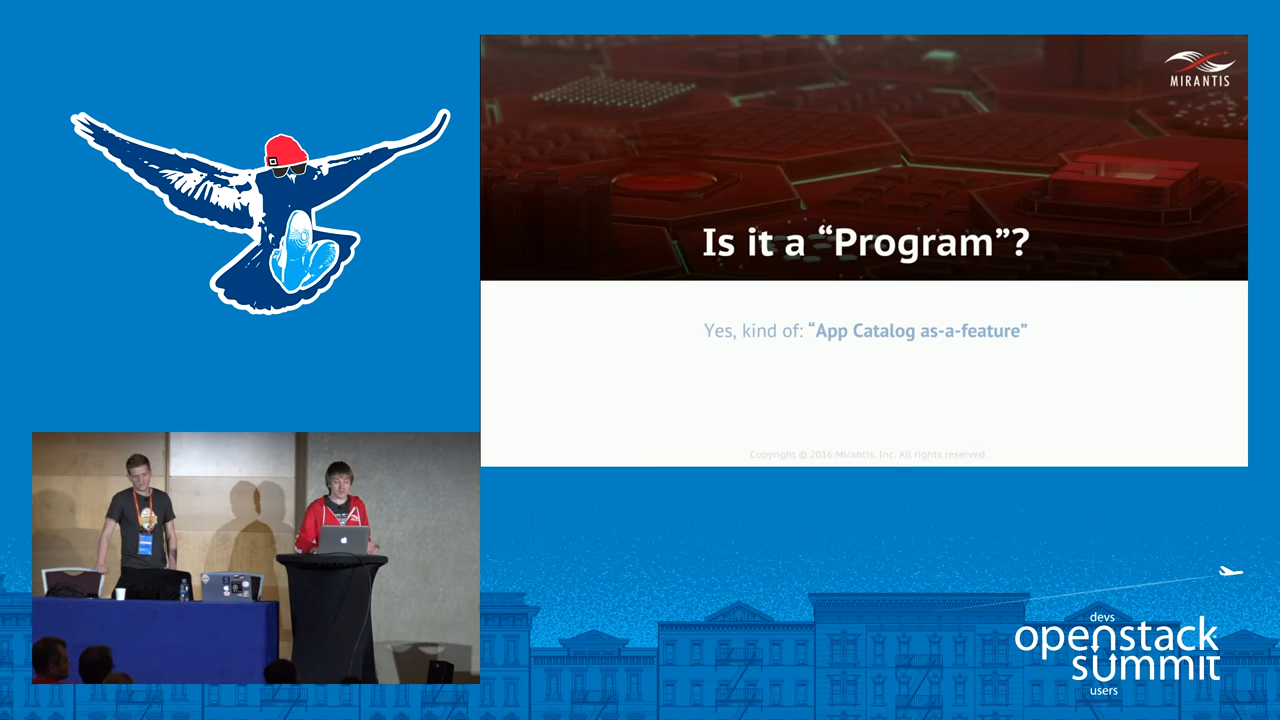 MIRANTIS
Is it a “Program”?
Yes, kind of: “App Catalog as-a-feature”
Copyright © 2016 Mirantis, Inc. All rights reserved
devs
openstack
summit
users